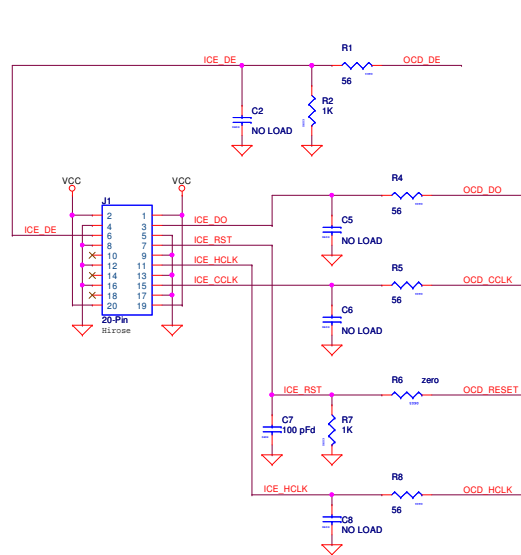 R1
ICE_DE
OCD_DE
56
C2
R2
1K
NO LOAD
VCC
VCC
R4
J1
OCD_DO
2 1
ICE_DO
4 3
56
ICE_DE
6 5
C5
ICE_RST
8 7
NO LOAD
10 9
ICE_HCLK
12 11
R5
14 13
ICE_CCLK
OCD_CCLK
16 15
56
18 17
20 19
C6
20-Pin
NO LOAD
Hirose
R6 zero
ICE_RST
OCD_RESET
C7
R7
100 pFd
1K
R8
ICE_HCLK
OCD_HCLK
56
C8
NO LOAD